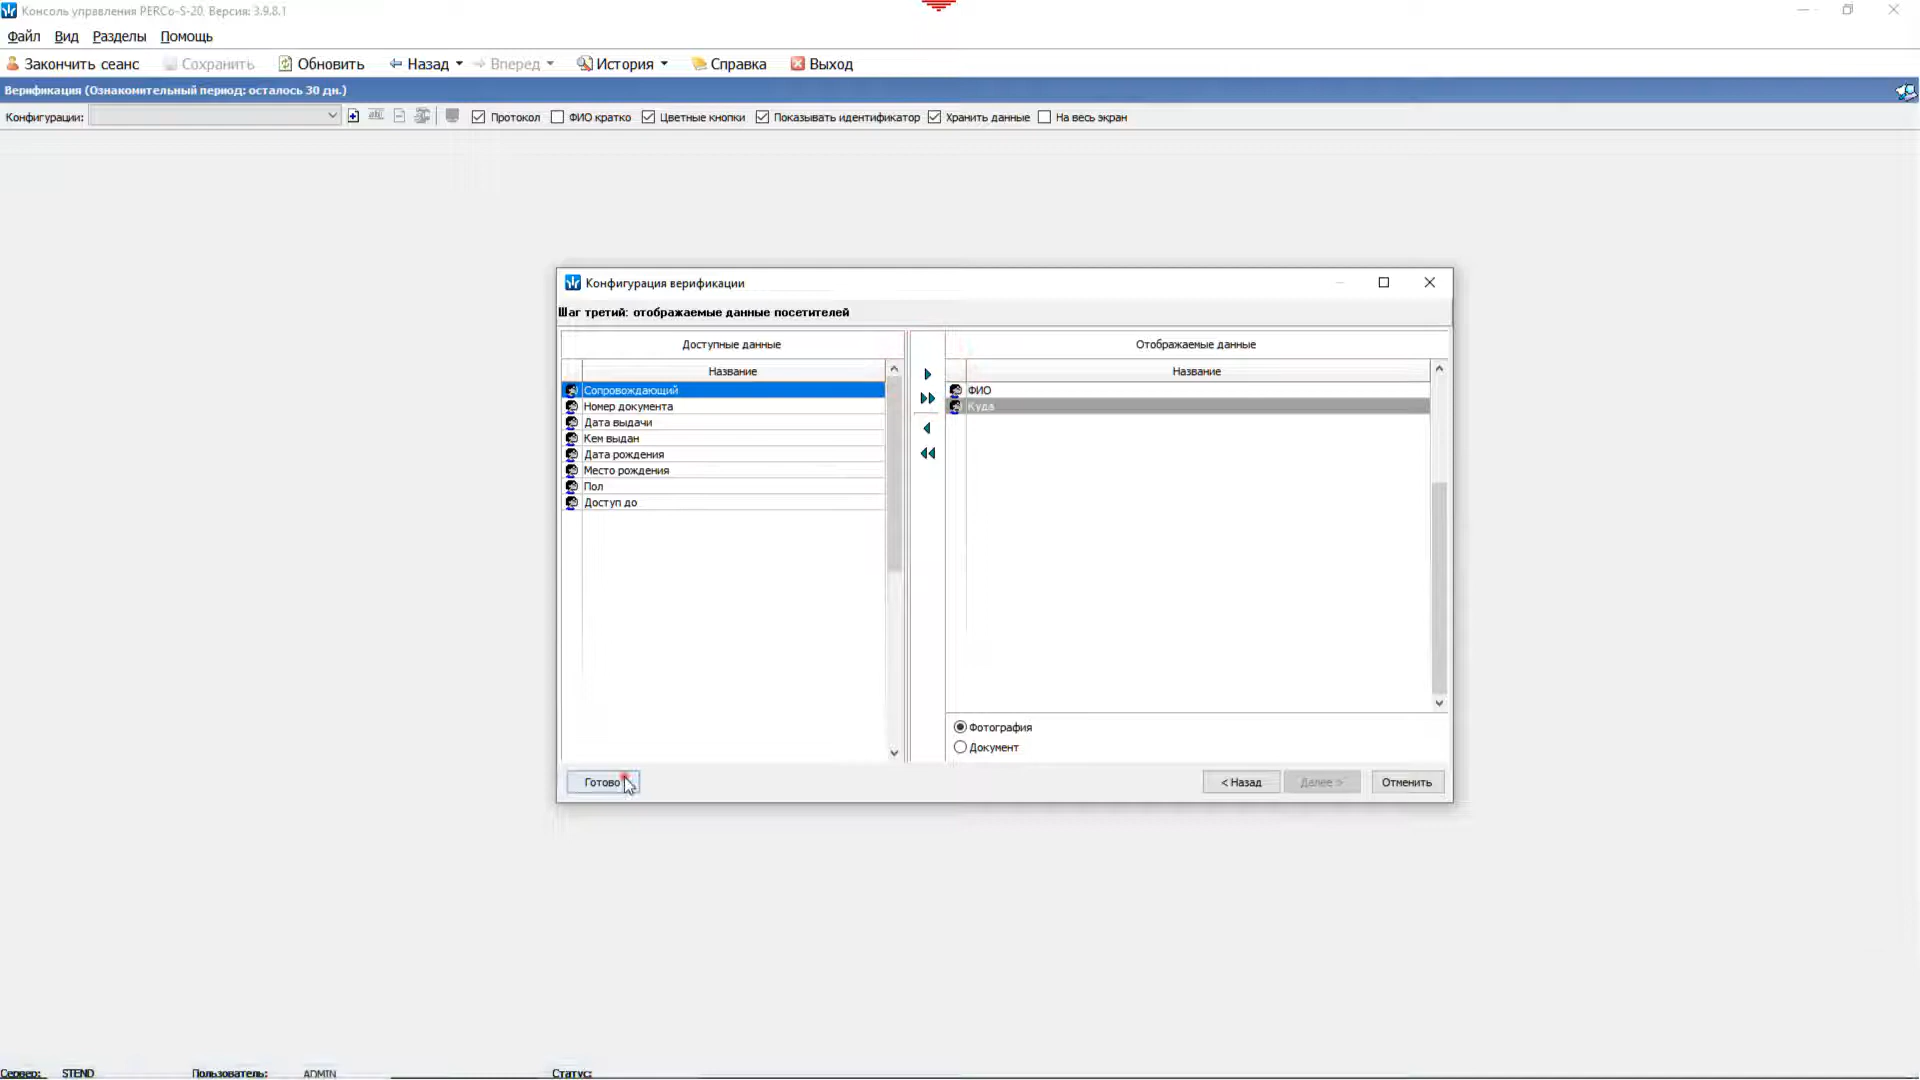 Консоль управления PERCo-S-20. Версия: 3.9.8.1
Файл Вид Разделы Помощь
Закончить сеанс Сохранить Обновить Назад Вперед История Справка Выход
Верификация (Ознакомительный период: осталось 30 дн.)
Конфигурации: Протокол ФИО кратко Цветные кнопки Показывать идентификатор Хранить данные На весь экран
Конфигурация верификации
Шаг третий: отображаемые данные посетителей
Доступные данные
Название
Сопровождающий
Номер документа
Дата выдачи
Кем выдан
Дата рождения
Место рождения
Пол
Доступ до
Отображаемые данные
Название
ФИО
Куда
Фотография
Документ
Готово < Назад Далее > Отменить
Сервер: STEND Пользователь: ADMIN Статус: